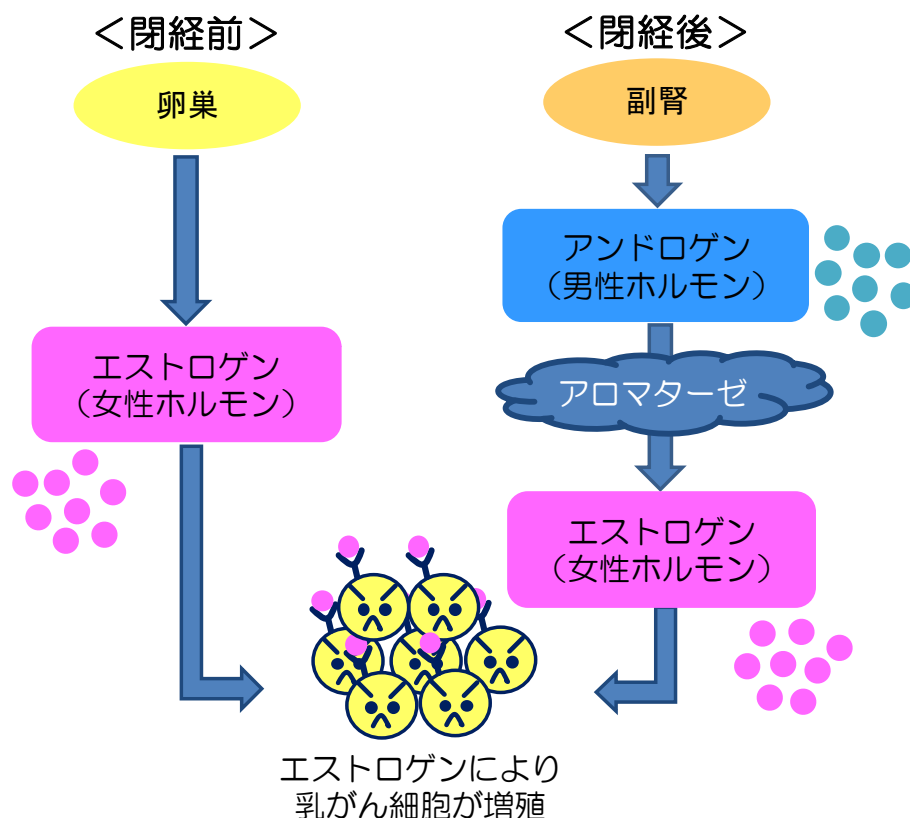 ＜閉経前＞
卵巣
エストロゲン
（女性ホルモン）
＜閉経後＞
副腎
アンドロゲン
（男性ホルモン）
アロマターゼ
エストロゲン
（女性ホルモン）
エストロゲンにより
乳がん細胞が増殖